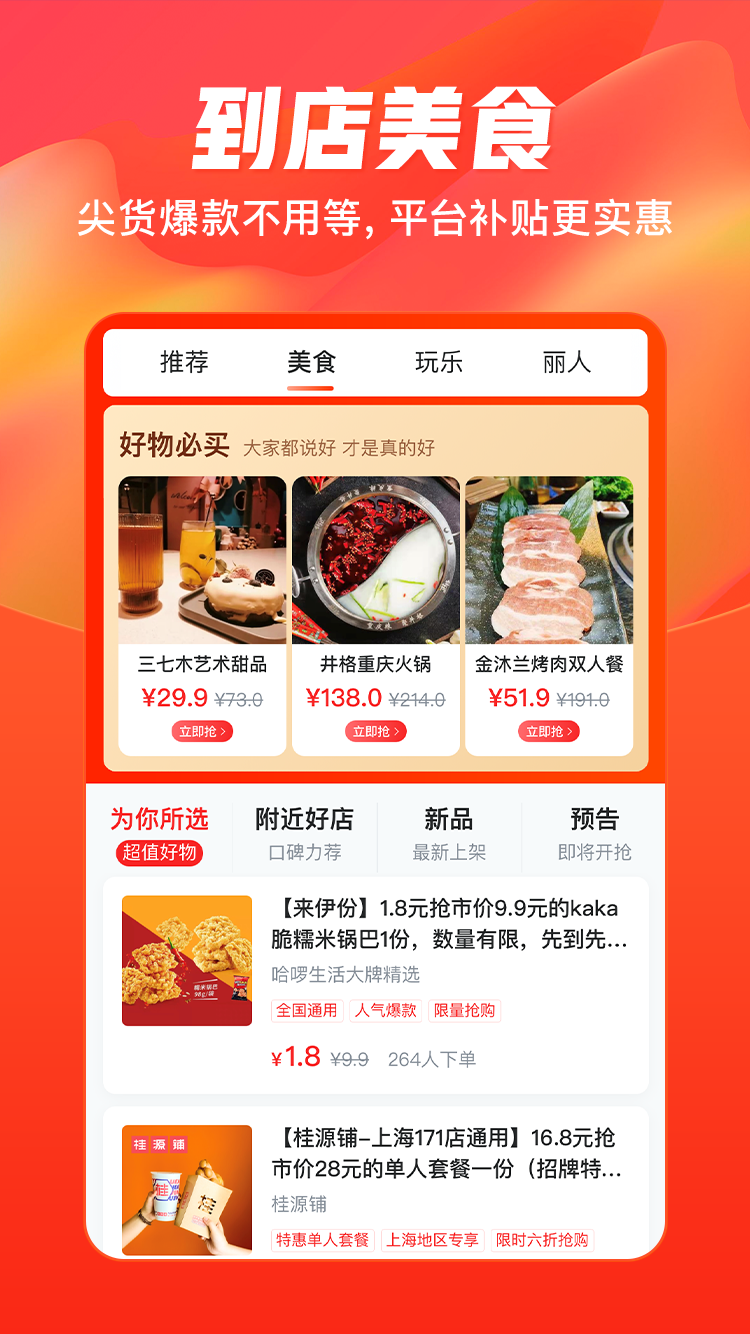 到店美食
尖货爆款不用等, 平台补贴更实惠
推荐 美食 玩乐 丽人
好物必买 大家都说好 才是真的好
三七木艺术甜品 井格重庆火锅 金沐兰烤肉双人餐
¥29.9 ¥73.0 ¥138.0 ¥214.0 ¥51.9 ¥191.0
立即抢 > 立即抢 > 立即抢 >
为你所选 附近好店 新品 预告
超值好物 口碑力荐 最新上架 即将开抢
【来伊份】1.8元抢市价9.9元的kaka
脆糯米锅巴1份，数量有限，先到先...
哈啰生活大牌精选
全国通用 人气爆款 限量抢购
糯米锅巴
98g/袋
¥1.8 ¥9.9 264人下单
桂源铺
【桂源铺-上海171店通用】16.8元抢
市价28元的单人套餐一份（招牌特...
桂源铺
特惠单人套餐 上海地区专享 限时六折抢购